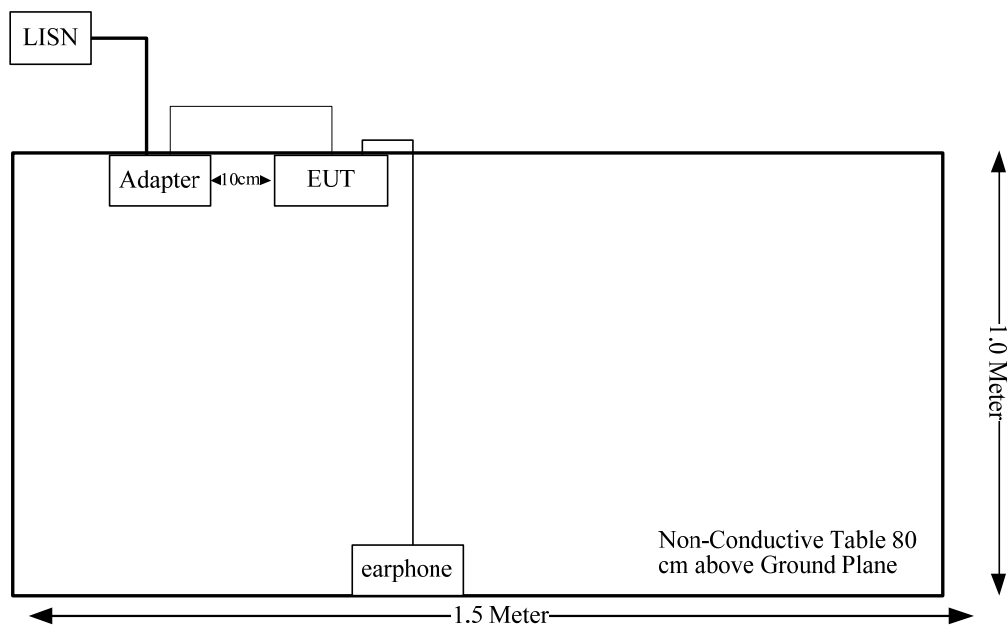 LISN
Adapter
10cm
EUT
1.0 Meter
Non-Conductive Table 80
cm above Ground Plane
earphone
1.5 Meter